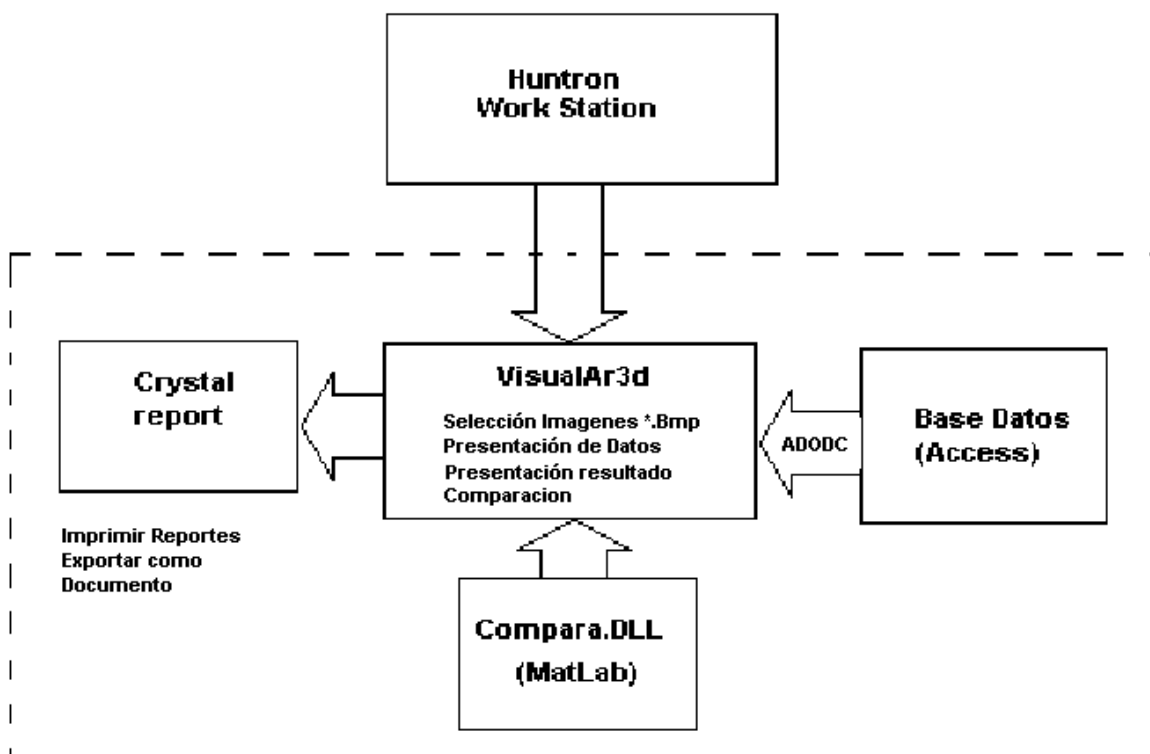 Huntron
Work Station
Crystal
report
VisualAr3d
Selección Imagenes *.Bmp
Presentación de Datos
Presentación resultado
Comparacion
ADODC
Base Datos
(Access)
Imprimir Reportes
Exportar como
Documento
Compara.DLL
(MatLab)